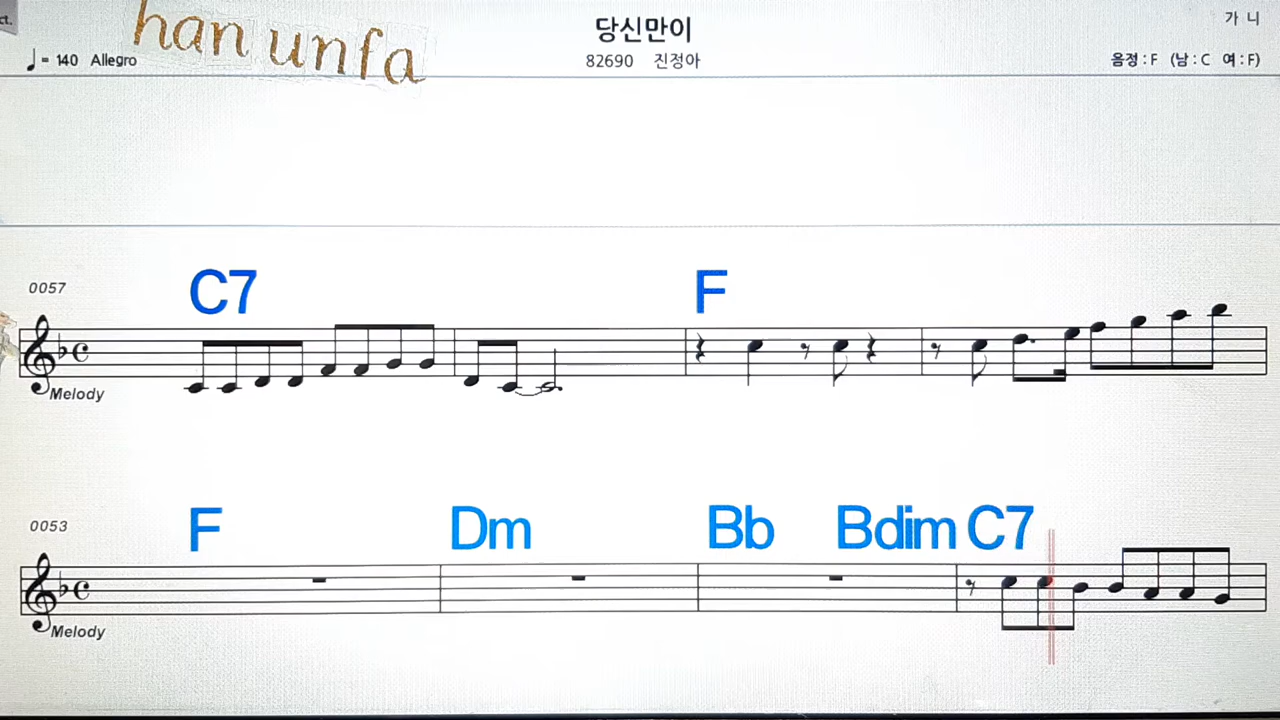 ct.
han unfa
당신만이
가 니
♩ = 140 Allegro
82690 진정아
음정 : F (남 : C 여 : F)
C7 F
0057
Melody
F Dm Bb Bdim C7
0053
Melody